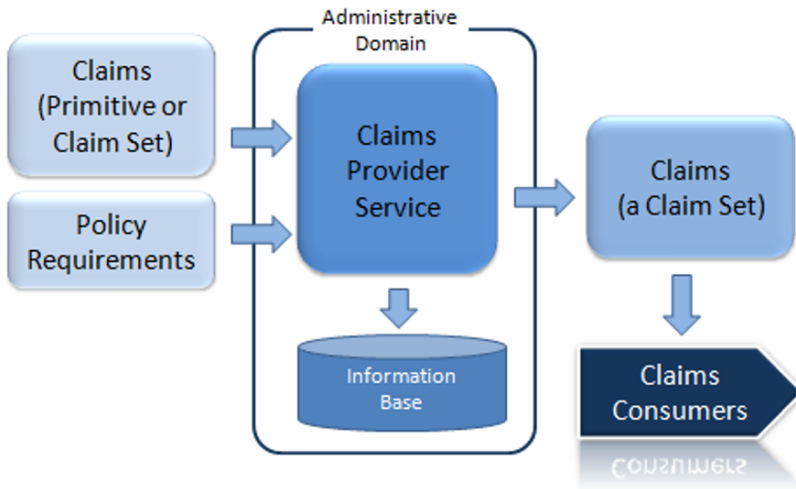 Administrative
Domain
Claims
(Primitive or
Claim Set)
Policy
Requirements
Claims
Provider
Service
Information
Base
Claims
(a Claim Set)
Claims
Consumers